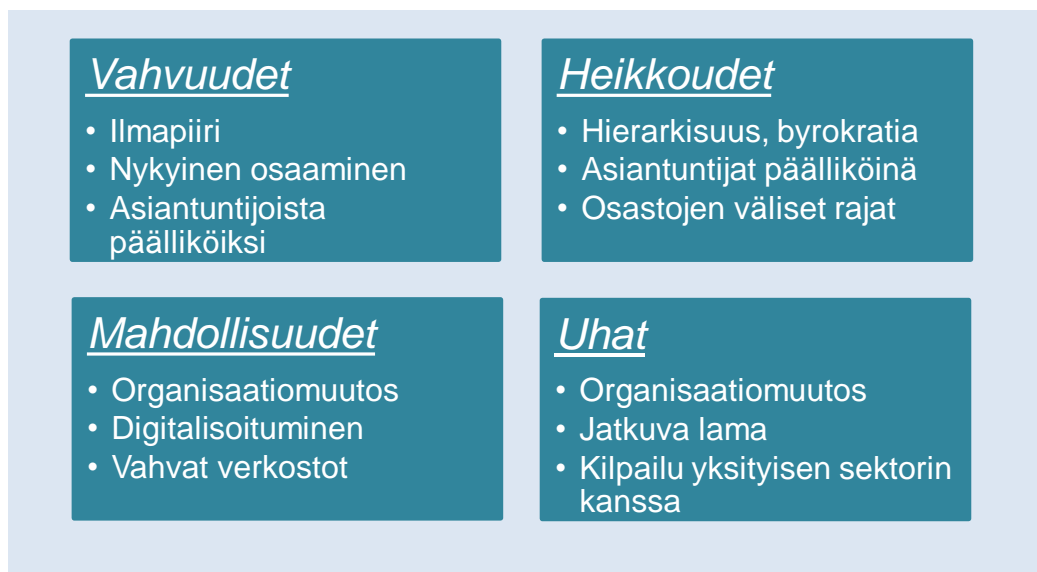 Vahvuudet
• Ilmapiiri
• Nykyinen osaaminen
• Asiantuntijoista
päälliköiksi
Heikkoudet
• Hierarkisuus, byrokratia
• Asiantuntijat päälliköinä
• Osastojen väliset rajat
Mahdollisuudet
• Organisaatiomuutos
• Digitalisoituminen
• Vahvat verkostot
Uhat
• Organisaatiomuutos
• Jatkuva lama
• Kilpailu yksityisen sektorin
kanssa